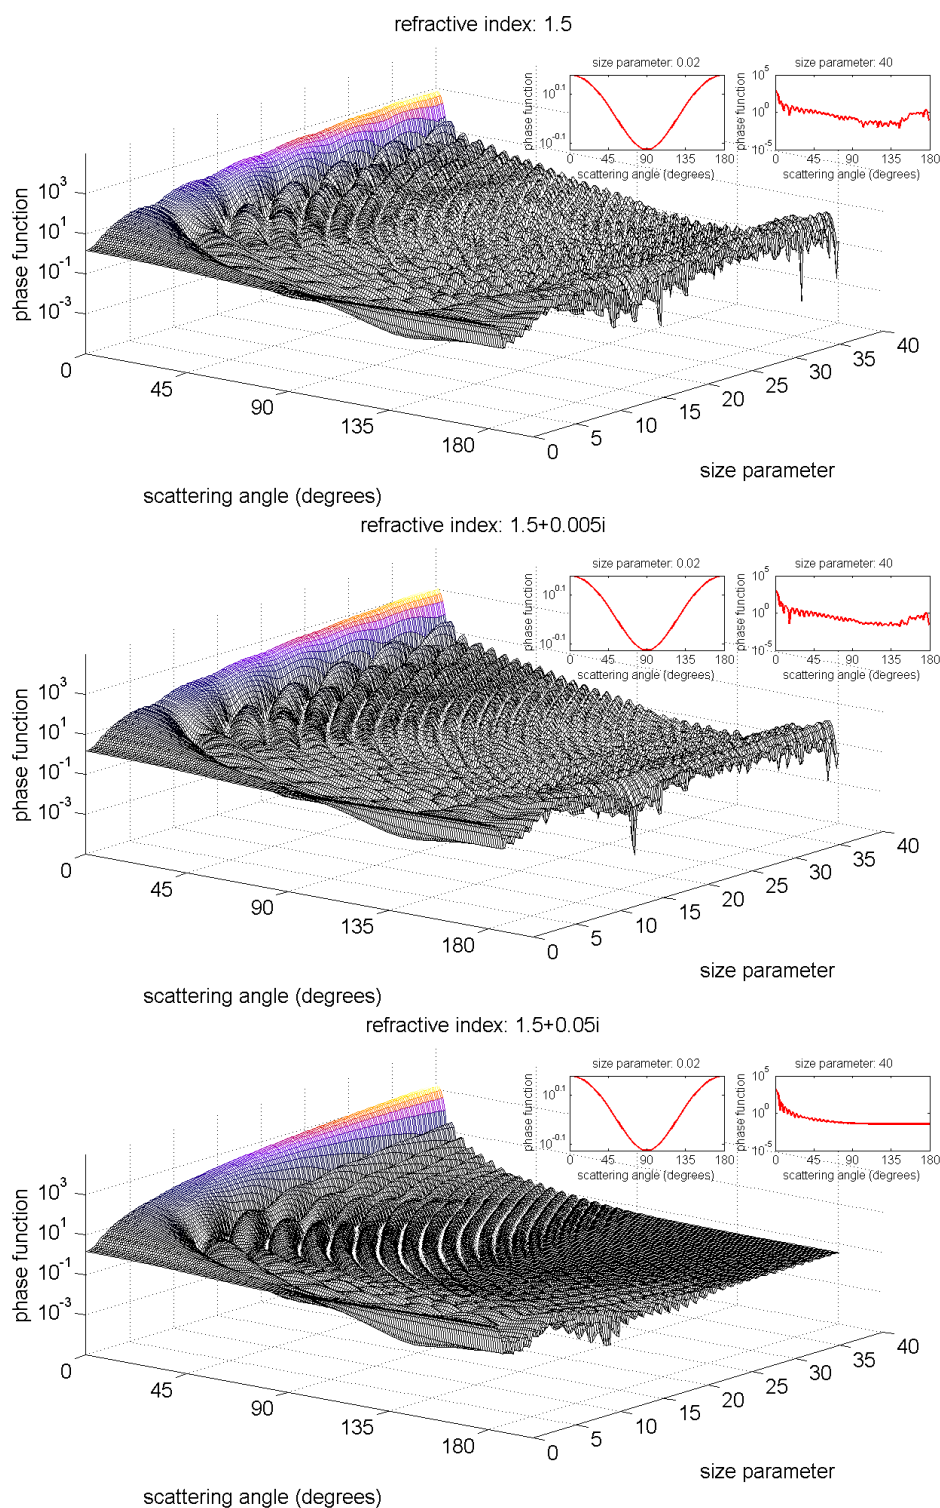 refractive index: 1.5
size parameter: 0.02
size parameter: 40
phase function
10^0.1
10^-0.1
0 45 90 135 180
scattering angle (degrees)
phase function
10^5
10^0
10^-5
0 45 90 135 180
scattering angle (degrees)
phase function
10^3
10^1
10^-1
10^-3
0 45 90 135 180
scattering angle (degrees)
0 5 10 15 20 25 30 35 40
size parameter
refractive index: 1.5+0.005i
size parameter: 0.02
size parameter: 40
phase function
10^0.1
10^-0.1
0 45 90 135 180
scattering angle (degrees)
phase function
10^5
10^0
10^-5
0 45 90 135 180
scattering angle (degrees)
phase function
10^3
10^1
10^-1
10^-3
0 45 90 135 180
scattering angle (degrees)
0 5 10 15 20 25 30 35 40
size parameter
refractive index: 1.5+0.05i
size parameter: 0.02
size parameter: 40
phase function
10^0.1
10^-0.1
0 45 90 135 180
scattering angle (degrees)
phase function
10^5
10^0
10^-5
0 45 90 135 180
scattering angle (degrees)
phase function
10^3
10^1
10^-1
10^-3
0 45 90 135 180
scattering angle (degrees)
0 5 10 15 20 25 30 35 40
size parameter